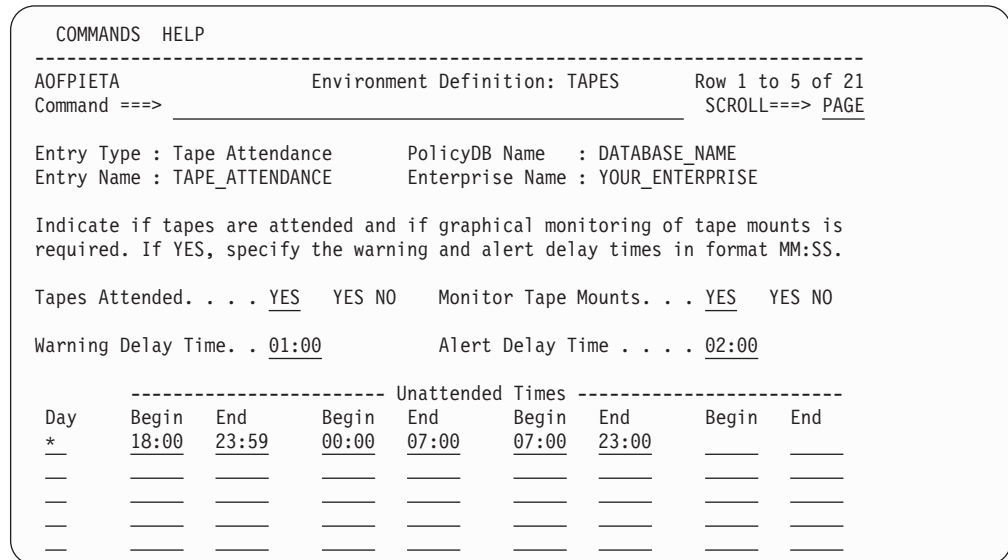 COMMANDS HELP
--------------------------------------------------------------------------------
AOFPIETA Environment Definition: TAPES Row 1 to 5 of 21
Command ===> ________________________________________________ SCROLL===> PAGE
Entry Type : Tape Attendance PolicyDB Name : DATABASE_NAME
Entry Name : TAPE_ATTENDANCE Enterprise Name : YOUR_ENTERPRISE
Indicate if tapes are attended and if graphical monitoring of tape mounts is
required. If YES, specify the warning and alert delay times in format MM:SS.
Tapes Attended. . . . YES YES NO Monitor Tape Mounts. . . YES YES NO
Warning Delay Time. . 01:00 Alert Delay Time . . . . 02:00
------------------------ Unattended Times -------------------------
Day Begin End Begin End Begin End Begin End
* 18:00 23:59 00:00 07:00 07:00 23:00